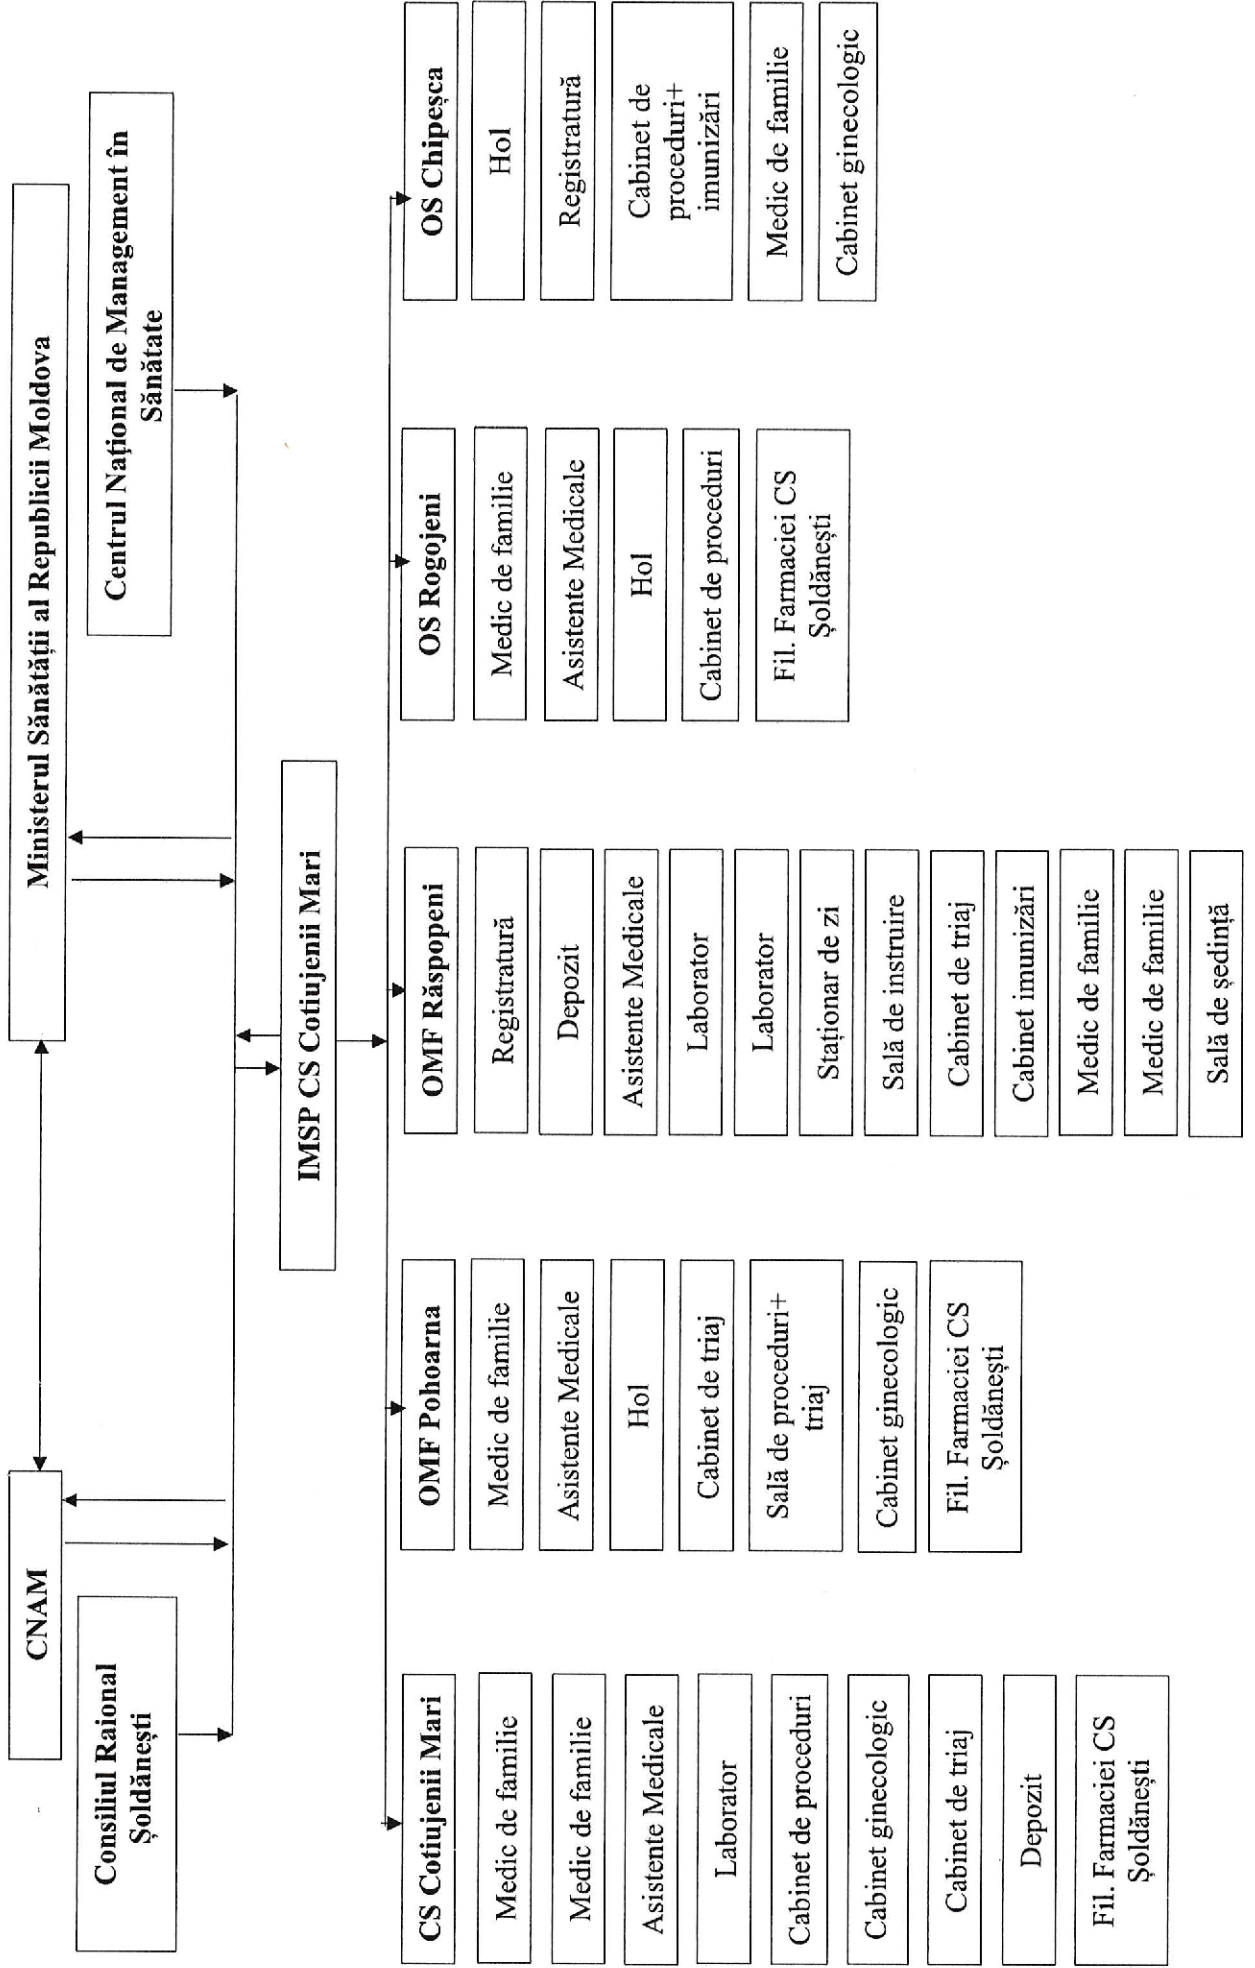 Ministerul Sănătății al Republicii Moldova
CNAM
Centrul Naţional de Management în
Sănătate
Consiliul Raional
Șoldănești
IMSP CS Cotiujenii Mari
CS Cotiujenii Mari
Medic de familie
Medic de familie
Asistente Medicale
Laborator
Cabinet de proceduri
Cabinet ginecologic
Cabinet de triaj
Depozit
Fil. Farmaciei CS
Șoldănești
OMF Pohoarna
Medic de familie
Asistente Medicale
Hol
Cabinet de triaj
Sală de proceduri+
triaj
Cabinet ginecologic
Fil. Farmaciei CS
Șoldănești
OMF Răspopeni
Registratură
Depozit
Asistente Medicale
Laborator
Laborator
Staționar de zi
Sală de instruire
Cabinet de triaj
Cabinet imunizări
Medic de familie
Medic de familie
Sală de ședință
OS Rogojeni
Medic de familie
Asistente Medicale
Hol
Cabinet de proceduri
Fil. Farmaciei CS
Șoldănești
OS Chipeșca
Hol
Registratură
Cabinet de
proceduri+
imunizări
Medic de familie
Cabinet ginecologic